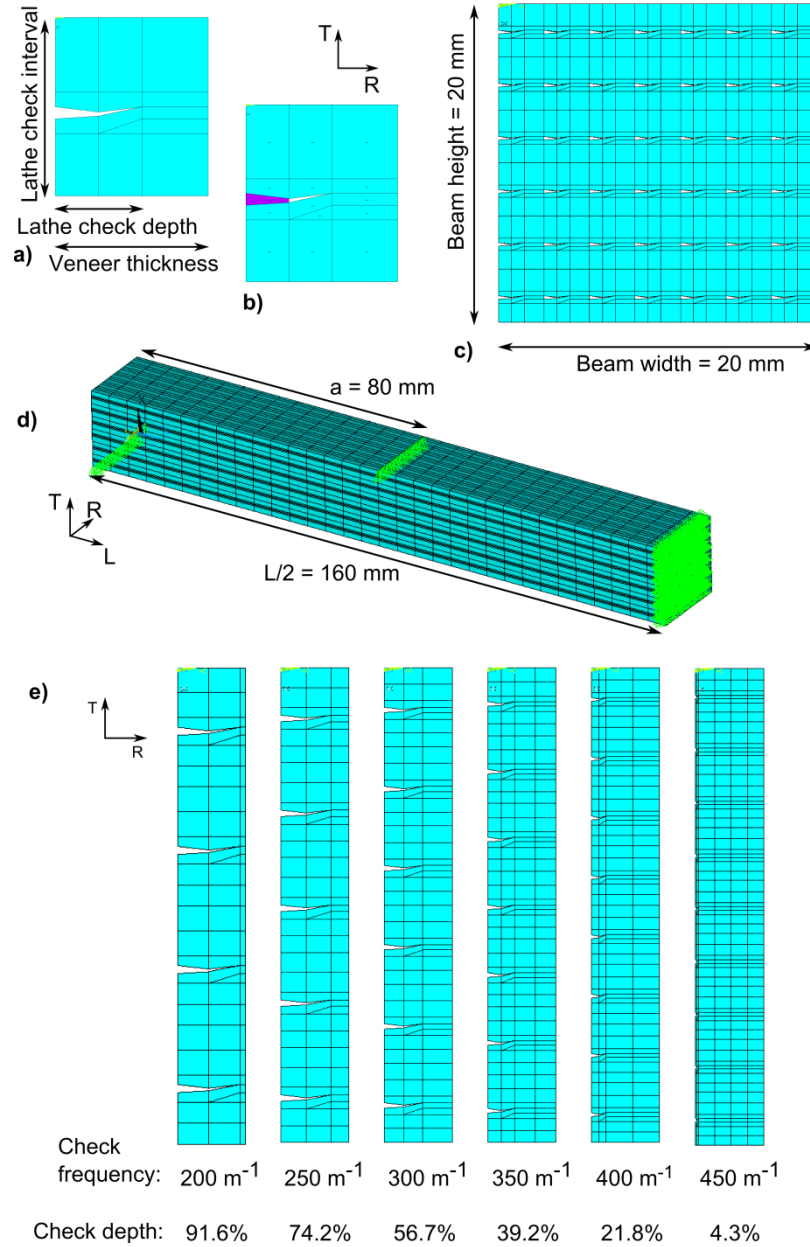 Lathe check interval
Lathe check depth
Veneer thickness
a)
T
R
b)
Beam height = 20 mm
c)
Beam width = 20 mm
d)
a = 80 mm
T
R
L
L/2 = 160 mm
e)
T
R
Check
frequency: 200 m⁻¹ 250 m⁻¹ 300 m⁻¹ 350 m⁻¹ 400 m⁻¹ 450 m⁻¹
Check depth: 91.6% 74.2% 56.7% 39.2% 21.8% 4.3%